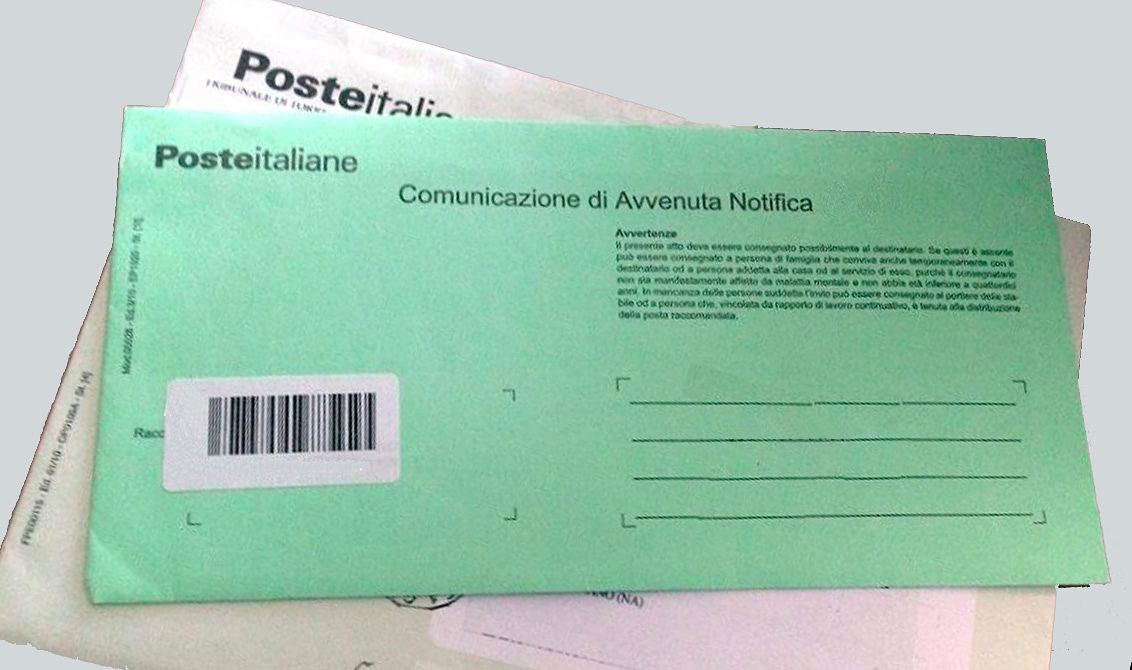 Posteitalia
TRIBUNALE DI TORRE
Posteitaliane
Comunicazione di Avvenuta Notifica
Avvertenze
Il presente atto deve essere consegnato possibilmente al destinatario. Se questi è assente
può essere consegnato a persona di famiglia che conviva anche temporaneamente con il
destinatario od a persona addetta alla casa od al servizio di esso, purché il consegnatario
non sia manifestamente affetto da malattia mentale e non abbia età inferiore a quattordici
anni. In mancanza delle persone suddette l'invio può essere consegnato al portiere dello sta-
bile od a persona che, vincolata da rapporto di lavoro continuativo, è tenuta alla distribuzione
della posta raccomandata.
Racc
(NA)